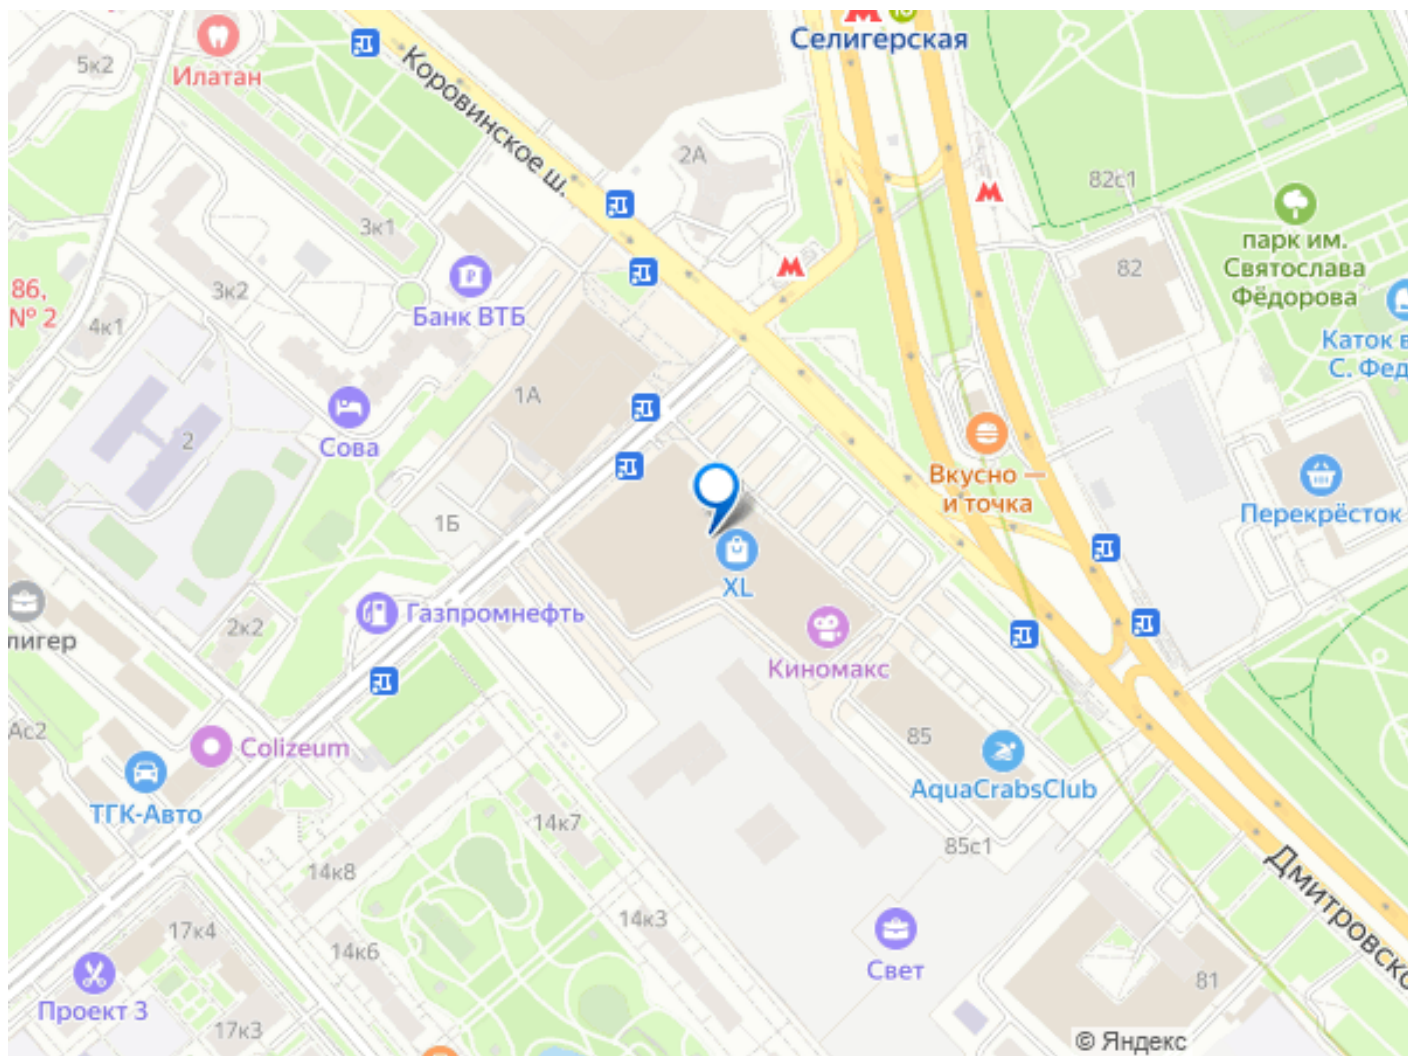 Селигерская
5к2
Илатан
Коровинское ш.
2А
82с1
3к1
парк им.
Святослава
Фёдорова
82
86,
№ 2
3к2
4к1
Банк ВТБ
Каток в
С. Фед
1А
2
Сова
Вкусно —
и точка
Перекрёсток
1Б
XL
Газпромнефть
2к2
лигер
Киномакс
Ас2
85
Colizeum
AquaCrabsClub
ТГК-Авто
14к7
85с1
14к8
Дмитровско
14к3
17к4
14к6
Свет
81
Проект 3
17к3
© Яндекс